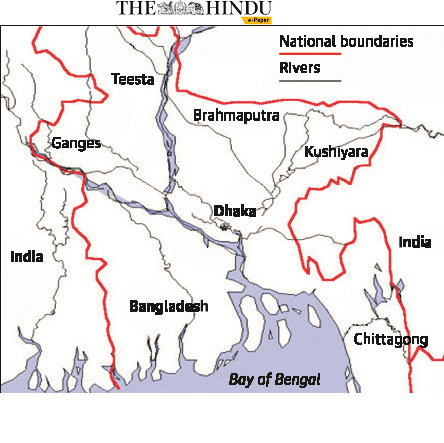 THE HINDU
e-Paper
National boundaries
Rivers
Teesta
Brahmaputra
Ganges
Kushiyara
Dhaka
India
India
Bangladesh
Chittagong
Bay of Bengal